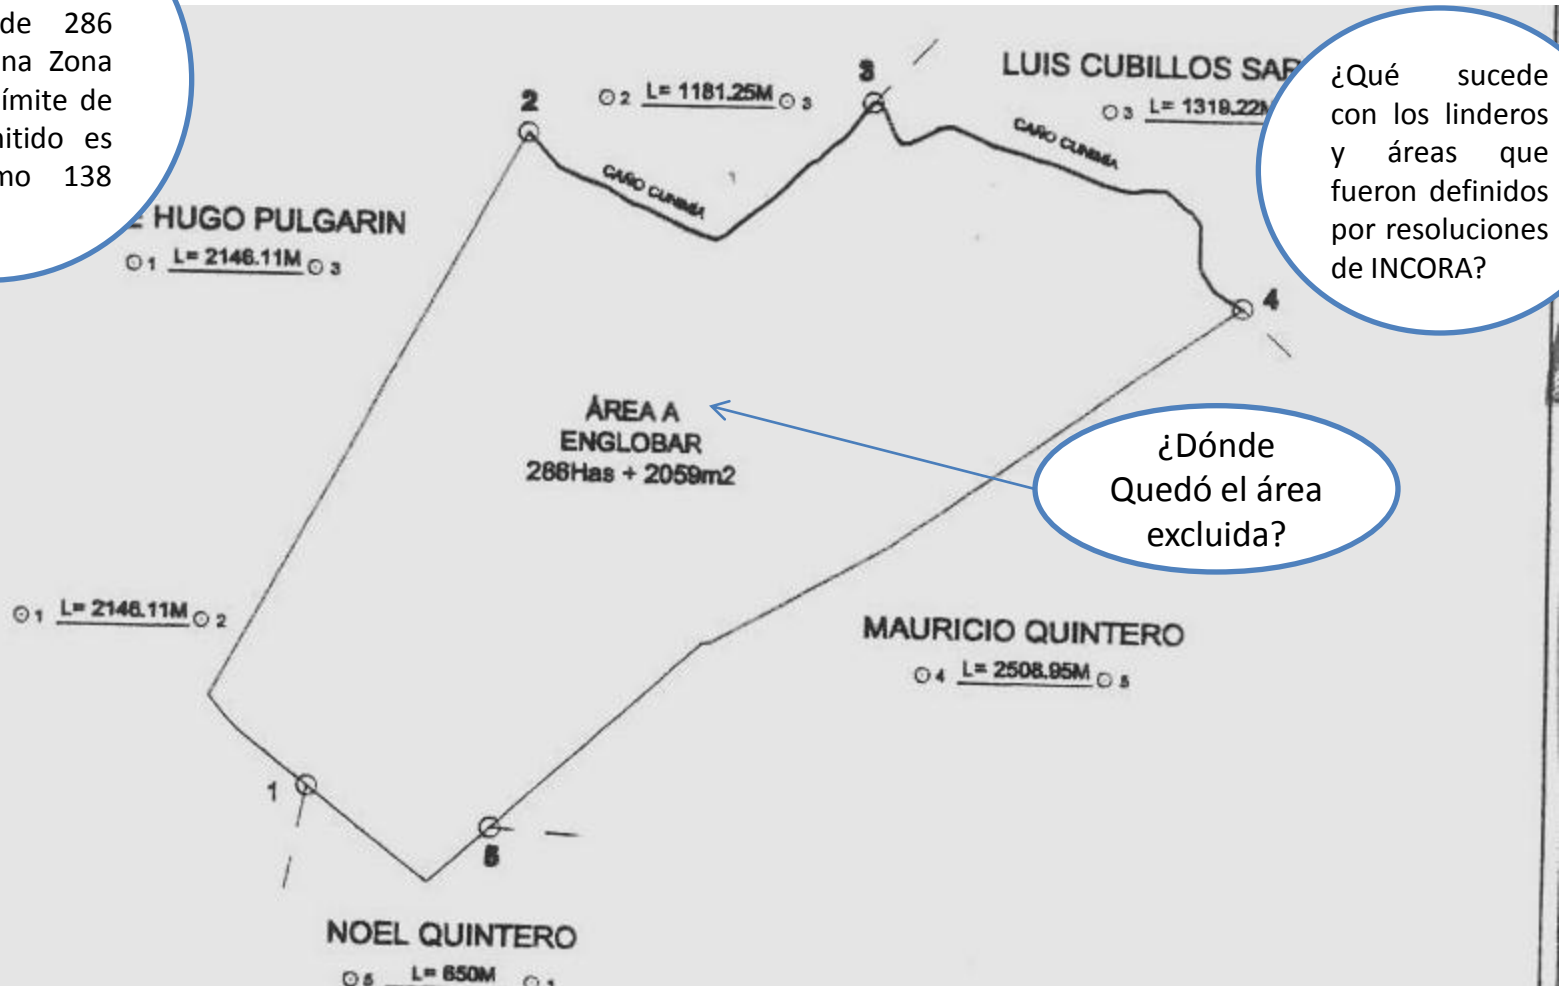 de 286
na Zona
ímite de
nitido es
mo 138
HUGO PULGARIN
1 L= 2146.11M 3
2
2 L= 1181.25M 3
3
LUIS CUBILLOS SAR
3 L= 1319.22M
CAÑO CUNIMIA
CAÑO CUNIMIA
¿Qué sucede
con los linderos
y áreas que
fueron definidos
por resoluciones
de INCORA?
4
ÁREA A
ENGLOBAR
286Has + 2059m2
¿Dónde
Quedó el área
excluida?
1 L= 2146.11M 2
MAURICIO QUINTERO
4 L= 2508.95M 5
1
5
NOEL QUINTERO
5 L= 650M 1